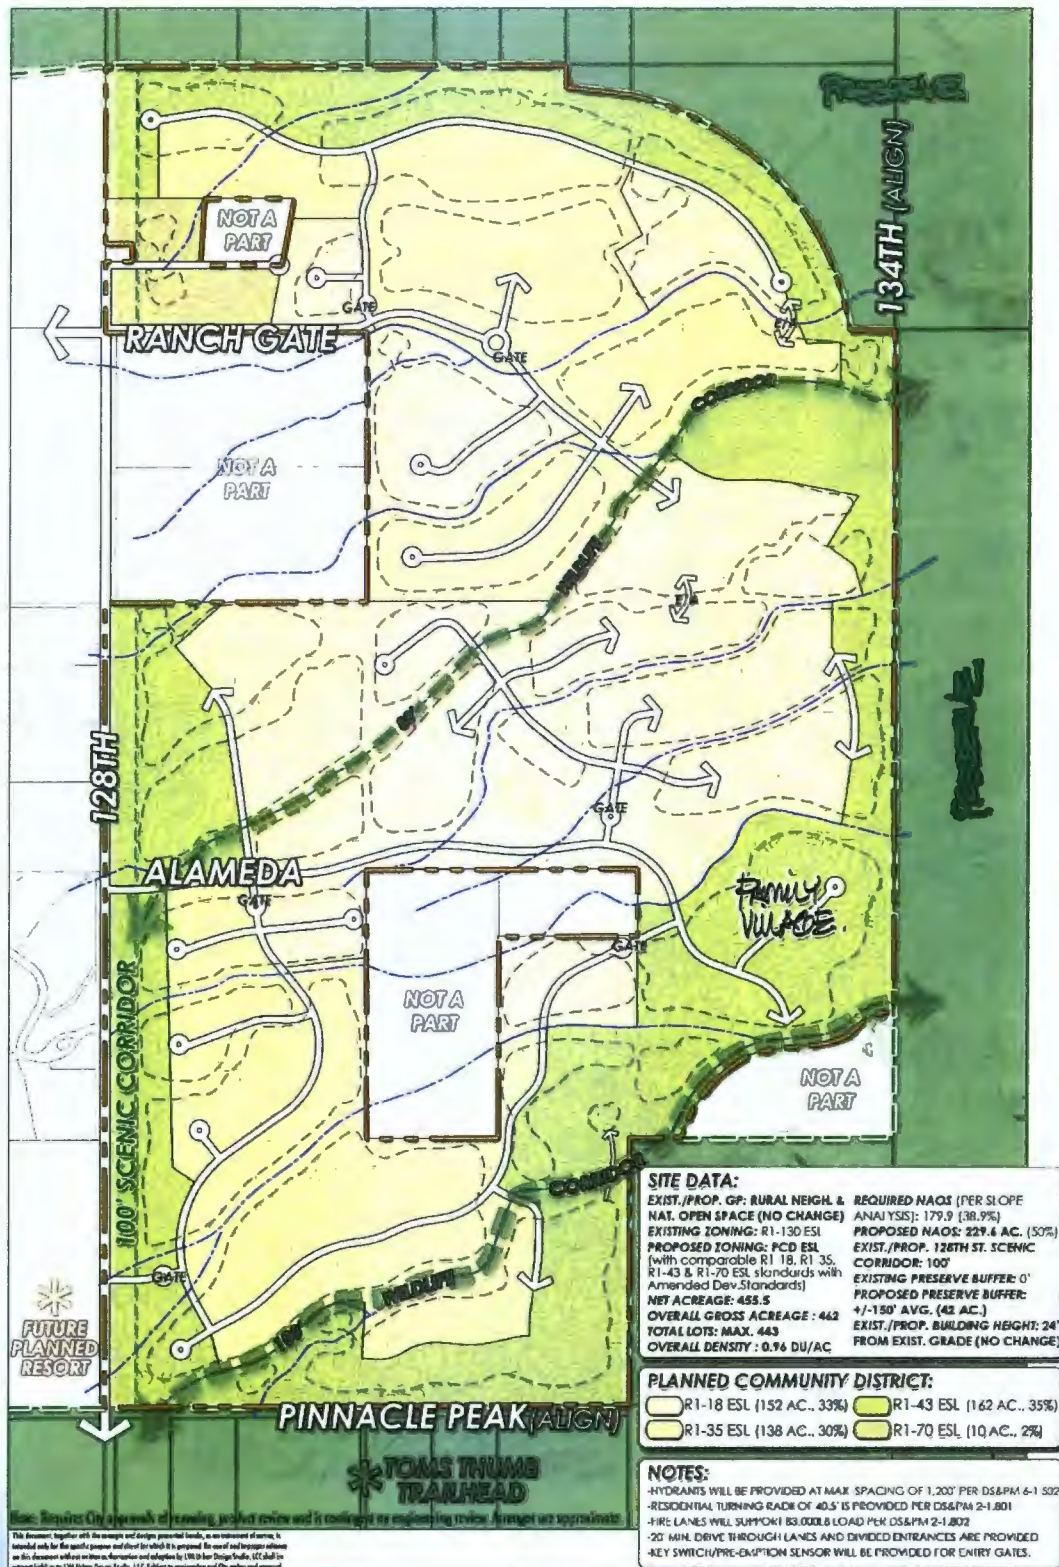 134TH (ALIGN)
NOT A
PART
GATE
RANCH GATE
GATE
CORRIDOR
NOT A
PART
WILDLIFE
128TH
GATE
ALAMEDA
GATE
FAMILY
VILLAGE
GATE
NOT A
PART
100' SCENIC CORRIDOR
NOT A
PART
CORRIDOR
GATE
WILDLIFE
FUTURE
PLANNED
RESORT
PINNACLE PEAK (ALIGN)
TOMS THUMB
TRAILHEAD
SITE DATA:
EXIST./PROP. GP: RURAL NEIGH. &
NAT. OPEN SPACE (NO CHANGE)
EXISTING ZONING: R1-130 ESL
PROPOSED ZONING: PCD ESL
(with comparable R1 18, R1 35,
R1-43 & R1-70 ESL standards with
Amended Dev. Standards)
NET ACREAGE: 455.5
OVERALL GROSS ACREAGE: 462
TOTAL LOTS: MAX. 443
OVERALL DENSITY: 0.96 DU/AC
REQUIRED NAOS (PER SLOPE
ANALYSIS): 179.9 (38.9%)
PROPOSED NAOS: 229.6 AC. (50%)
EXIST./PROP. 128TH ST. SCENIC
CORRIDOR: 100'
EXISTING PRESERVE BUFFER: 0'
PROPOSED PRESERVE BUFFER:
+/-150' AVG. (42 AC.)
EXIST./PROP. BUILDING HEIGHT: 24'
FROM EXIST. GRADE (NO CHANGE)
PLANNED COMMUNITY DISTRICT:
R1-18 ESL (152 AC., 33%)
R1-43 ESL (162 AC., 35%)
R1-35 ESL (138 AC., 30%)
R1-70 ESL (10 AC., 2%)
NOTES:
-HYDRANTS WILL BE PROVIDED AT MAX SPACING OF 1,200' PER DS&PM 6-1 502
-RESIDENTIAL TURNING RADII OF 40.5' IS PROVIDED PER DS&PM 2-1.801
-FIRE LANES WILL SUPPORT 83,000LB LOAD PER DS&PM 2-1.802
-20' MIN. DRIVE THROUGH LANES AND DIVIDED ENTRANCES ARE PROVIDED
-KEY SWITCH/PRE-EMPTION SENSOR WILL BE PROVIDED FOR ENTRY GATES.